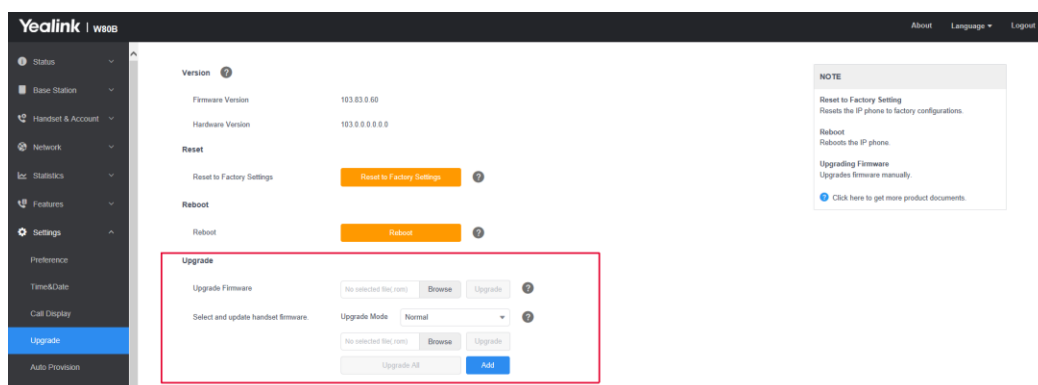 Yealink | W80B
About Language Logout
Status
Base Station
Handset & Account
Network
Statistics
Features
Settings
Preference
Time&Date
Call Display
Upgrade
Auto Provision
Version ?
Firmware Version 103.83.0.60
Hardware Version 103.0.0.0.0.0.0
Reset
Reset to Factory Settings Reset to Factory Settings ?
Reboot
Reboot Reboot ?
Upgrade
Upgrade Firmware No selected file(.rom) Browse Upgrade ?
Select and update handset firmware. Upgrade Mode Normal ?
No selected file(.rom) Browse Upgrade
Upgrade All Add
NOTE
Reset to Factory Setting
Resets the IP phone to factory configurations.
Reboot
Reboots the IP phone.
Upgrading Firmware
Upgrades firmware manually.
? Click here to get more product documents.